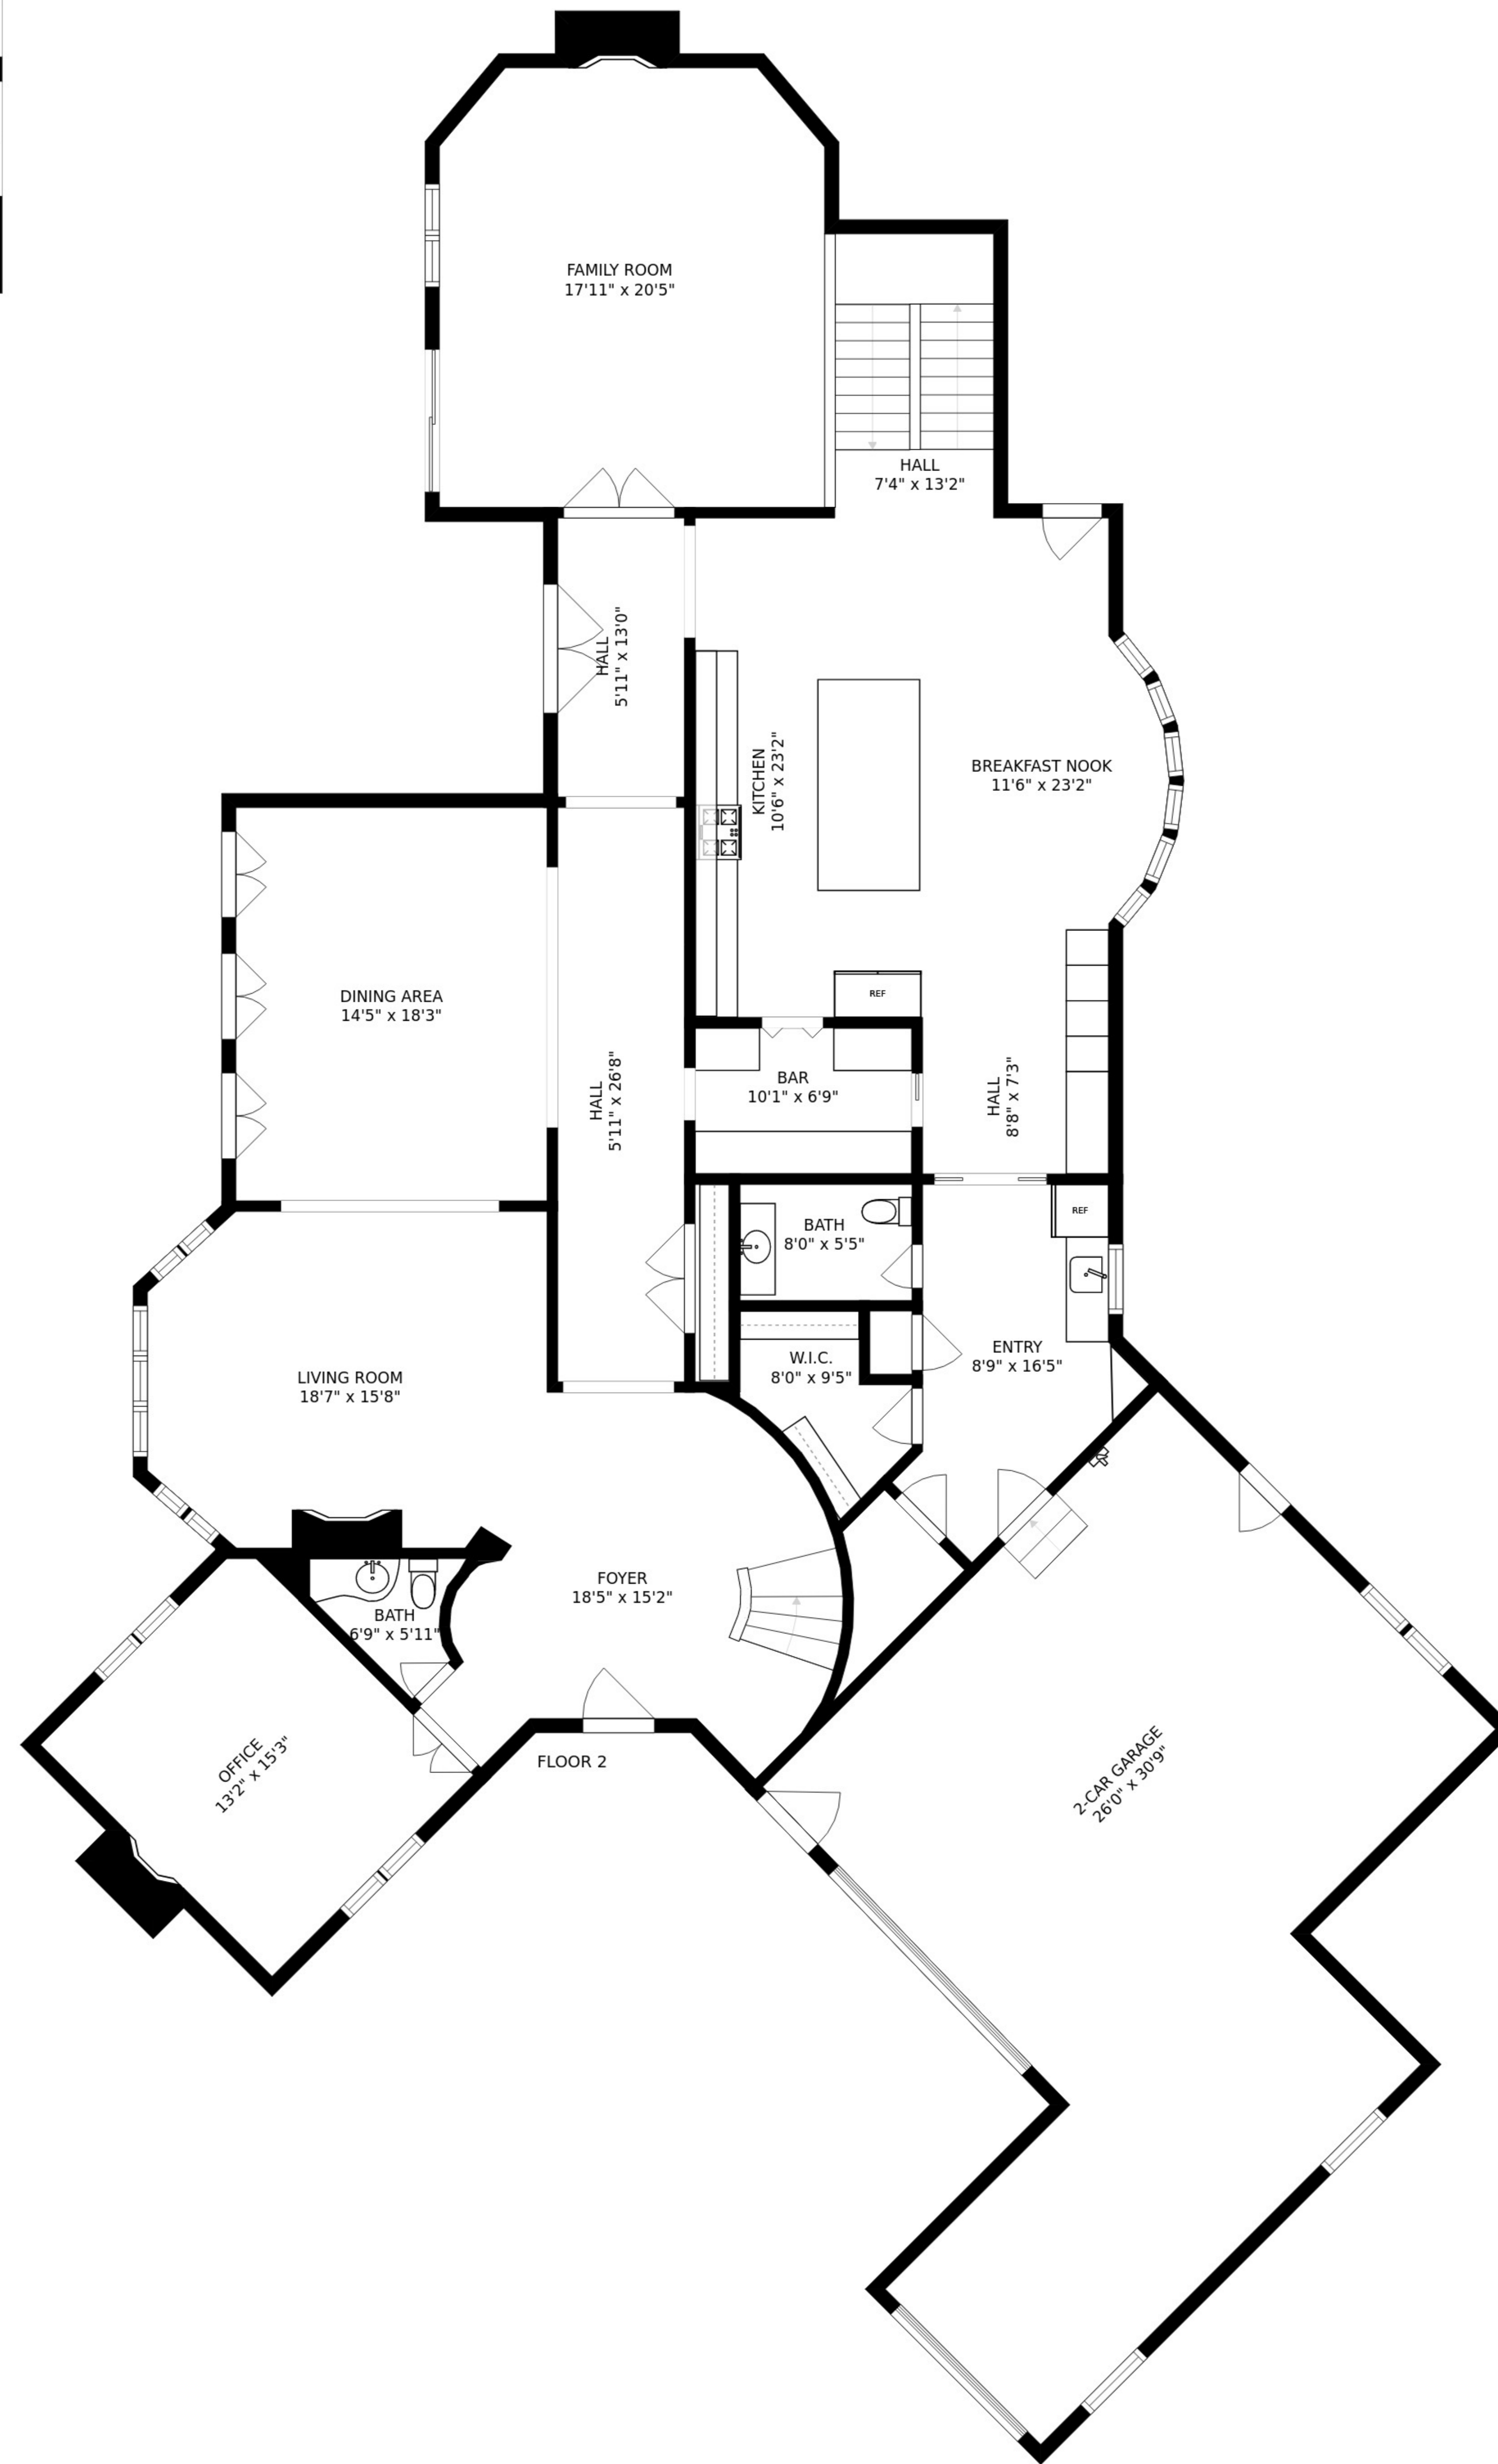 FAMILY ROOM
17'11" x 20'5"
HALL
7'4" x 13'2"
HALL
5'11" x 13'0"
KITCHEN
10'6" x 23'2"
BREAKFAST NOOK
11'6" x 23'2"
REF
DINING AREA
14'5" x 18'3"
HALL
5'11" x 26'8"
BAR
10'1" x 6'9"
HALL
8'8" x 7'3"
BATH
8'0" x 5'5"
REF
ENTRY
8'9" x 16'5"
W.I.C.
8'0" x 9'5"
LIVING ROOM
18'7" x 15'8"
FOYER
18'5" x 15'2"
BATH
6'9" x 5'11"
OFFICE
13'2" x 15'3"
FLOOR 2
2-CAR GARAGE
26'0" x 30'9"